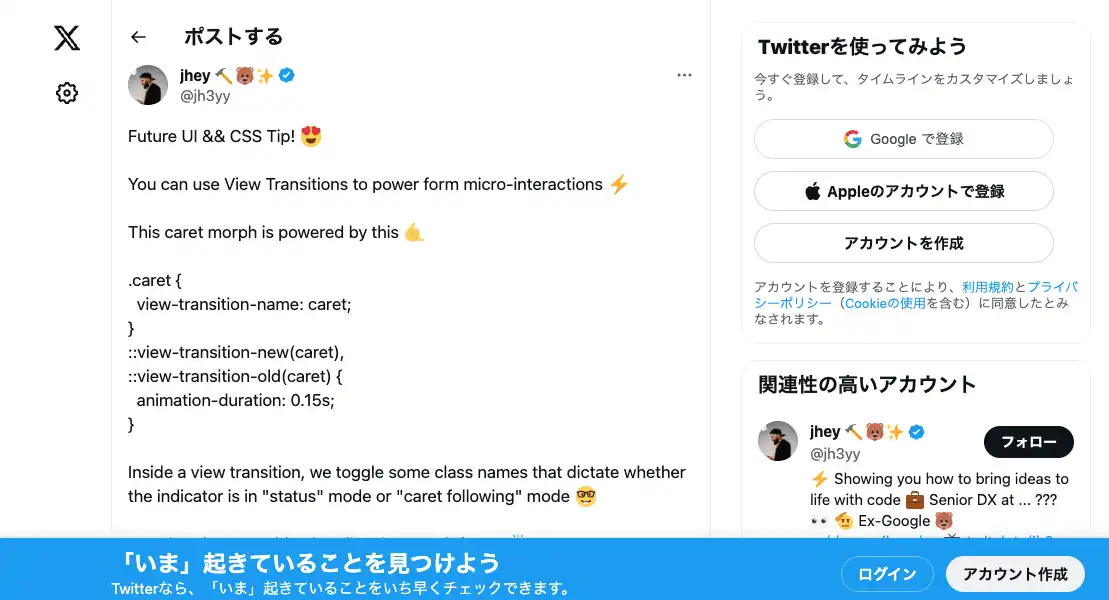 ポストする
jhey 🔨🐻✨
@jh3yy
Future UI && CSS Tip! 😍
You can use View Transitions to power form micro-interactions ⚡
This caret morph is powered by this 🤙
.caret {
view-transition-name: caret;
}
::view-transition-new(caret),
::view-transition-old(caret) {
animation-duration: 0.15s;
}
Inside a view transition, we toggle some class names that dictate whether
the indicator is in "status" mode or "caret following" mode 🤓
Twitterを使ってみよう
今すぐ登録して、タイムラインをカスタマイズしましょ
う。
Google で登録
Appleのアカウントで登録
アカウントを作成
アカウントを登録することにより、利用規約とプライバ
シーポリシー（Cookieの使用を含む）に同意したとみ
なされます。
関連性の高いアカウント
jhey 🔨🐻✨
@jh3yy
フォロー
⚡ Showing you how to bring ideas to
life with code 💼 Senior DX at ... ???
👀 🫡 Ex-Google 🐻
「いま」起きていることを見つけよう
Twitterなら、「いま」起きていることをいち早くチェックできます。
ログイン
アカウント作成